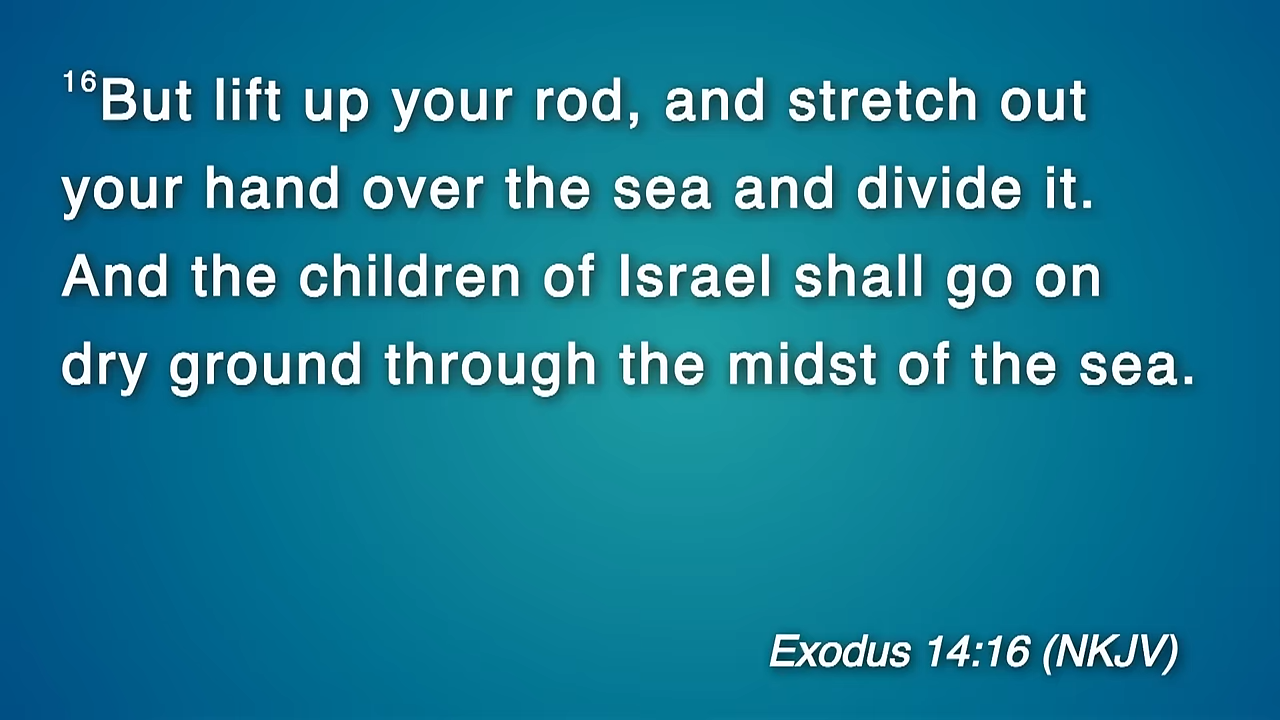 16But lift up your rod, and stretch out
your hand over the sea and divide it.
And the children of Israel shall go on
dry ground through the midst of the sea.
Exodus 14:16 (NKJV)